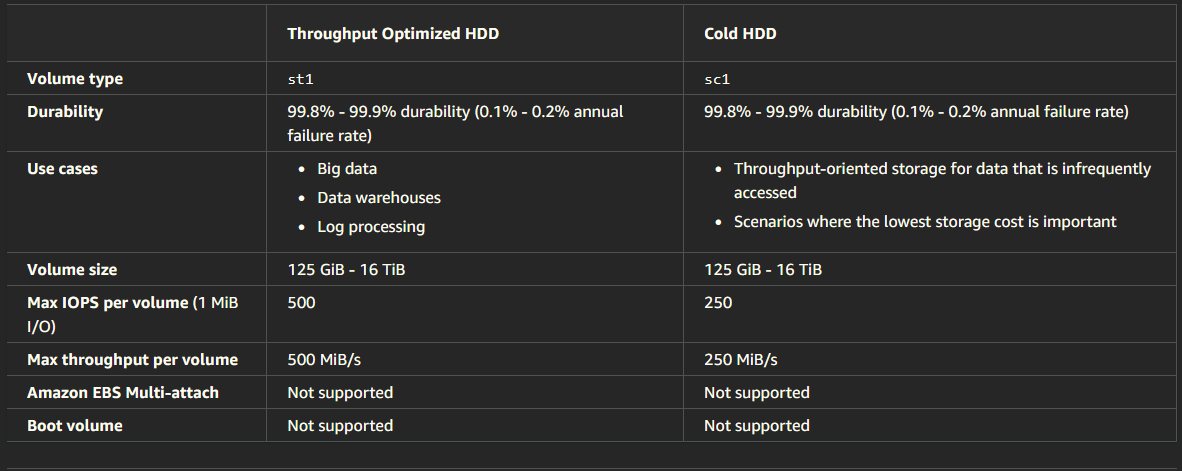 Throughput Optimized HDD
Cold HDD
Volume type
st1
sc1
Durability
99.8% - 99.9% durability (0.1% - 0.2% annual
failure rate)
99.8% - 99.9% durability (0.1% - 0.2% annual failure rate)
Use cases
• Big data
• Data warehouses
• Log processing
• Throughput-oriented storage for data that is infrequently
accessed
• Scenarios where the lowest storage cost is important
Volume size
125 GiB - 16 TiB
125 GiB - 16 TiB
Max IOPS per volume (1 MiB
I/O)
500
250
Max throughput per volume
500 MiB/s
250 MiB/s
Amazon EBS Multi-attach
Not supported
Not supported
Boot volume
Not supported
Not supported